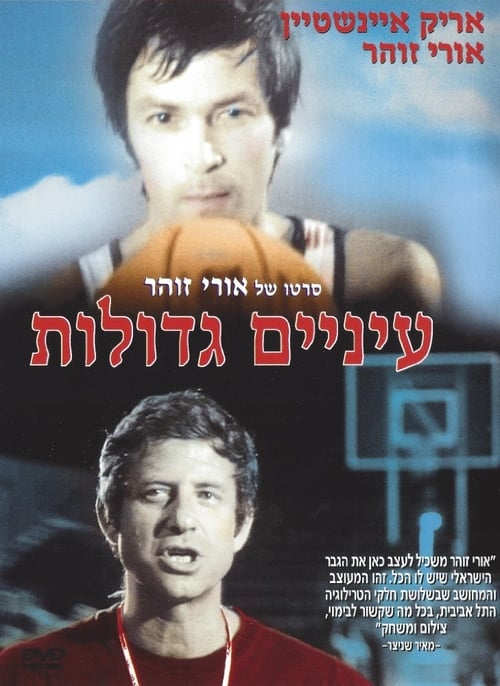 אריק איינשטיין
אורי זוהר
סרטו של אורי זוהר
עיניים גדולות
"אורי זוהר משכיל לעצב כאן את הגבר
הישראלי שיש לו הכל. זהו המעוצב
והמחושב שבשלושת חלקי הטרילוגיה
התל אביבית, בכל מה שקשור לבימוי,
צילום ומשחק"
-מאיר שניצר-
DVD